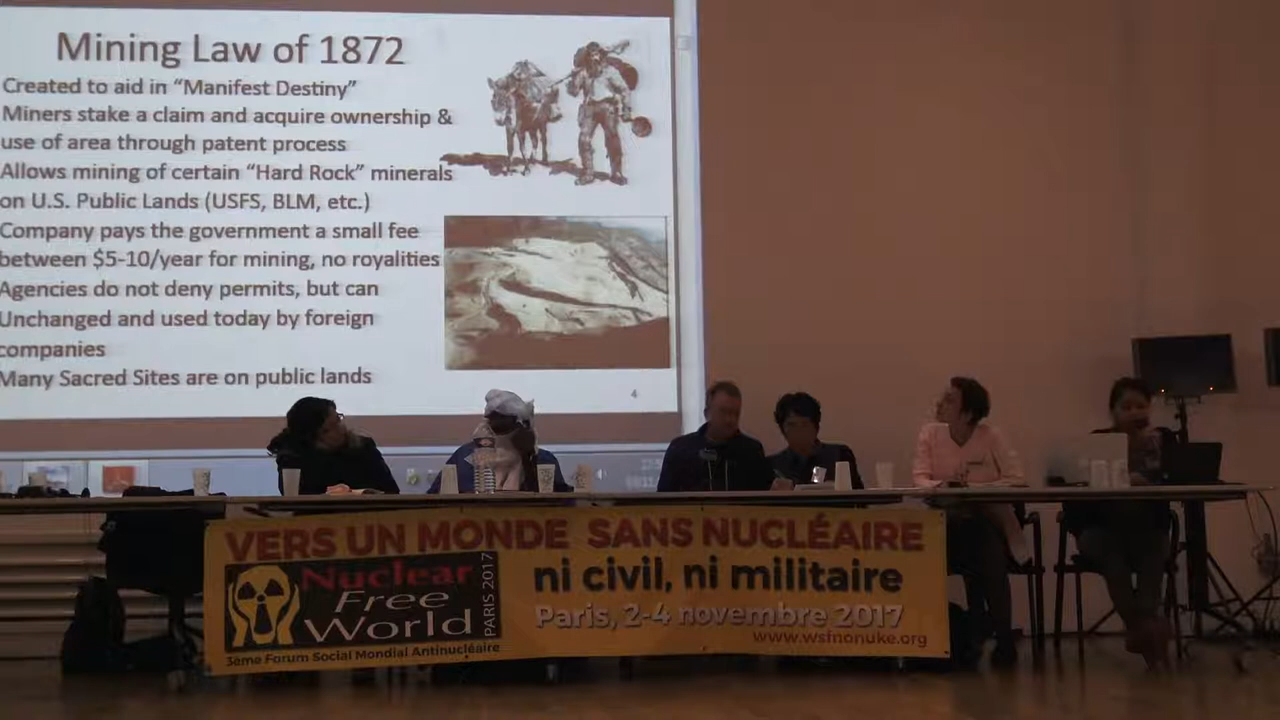 Mining Law of 1872
Created to aid in “Manifest Destiny”
Miners stake a claim and acquire ownership &
use of area through patent process
Allows mining of certain “Hard Rock” minerals
on U.S. Public Lands (USFS, BLM, etc.)
Company pays the government a small fee
between $5-10/year for mining, no royalities
Agencies do not deny permits, but can
Unchanged and used today by foreign
companies
Many Sacred Sites are on public lands
4
VERS UN MONDE SANS NUCLÉAIRE
ni civil, ni militaire
Nuclear
Free
World
PARIS 2017
Paris, 2-4 novembre 2017
www.wsfnonuke.org
3ème Forum Social Mondial Antinucléaire